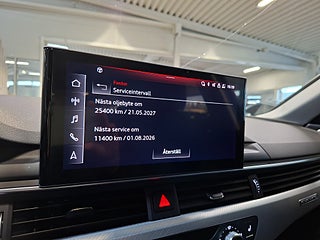 Fordon
Serviceintervall
Nästa oljebyte om
25400 km / 21.05.2027
Nästa service om
11400 km / 01.08.2026
Återställ